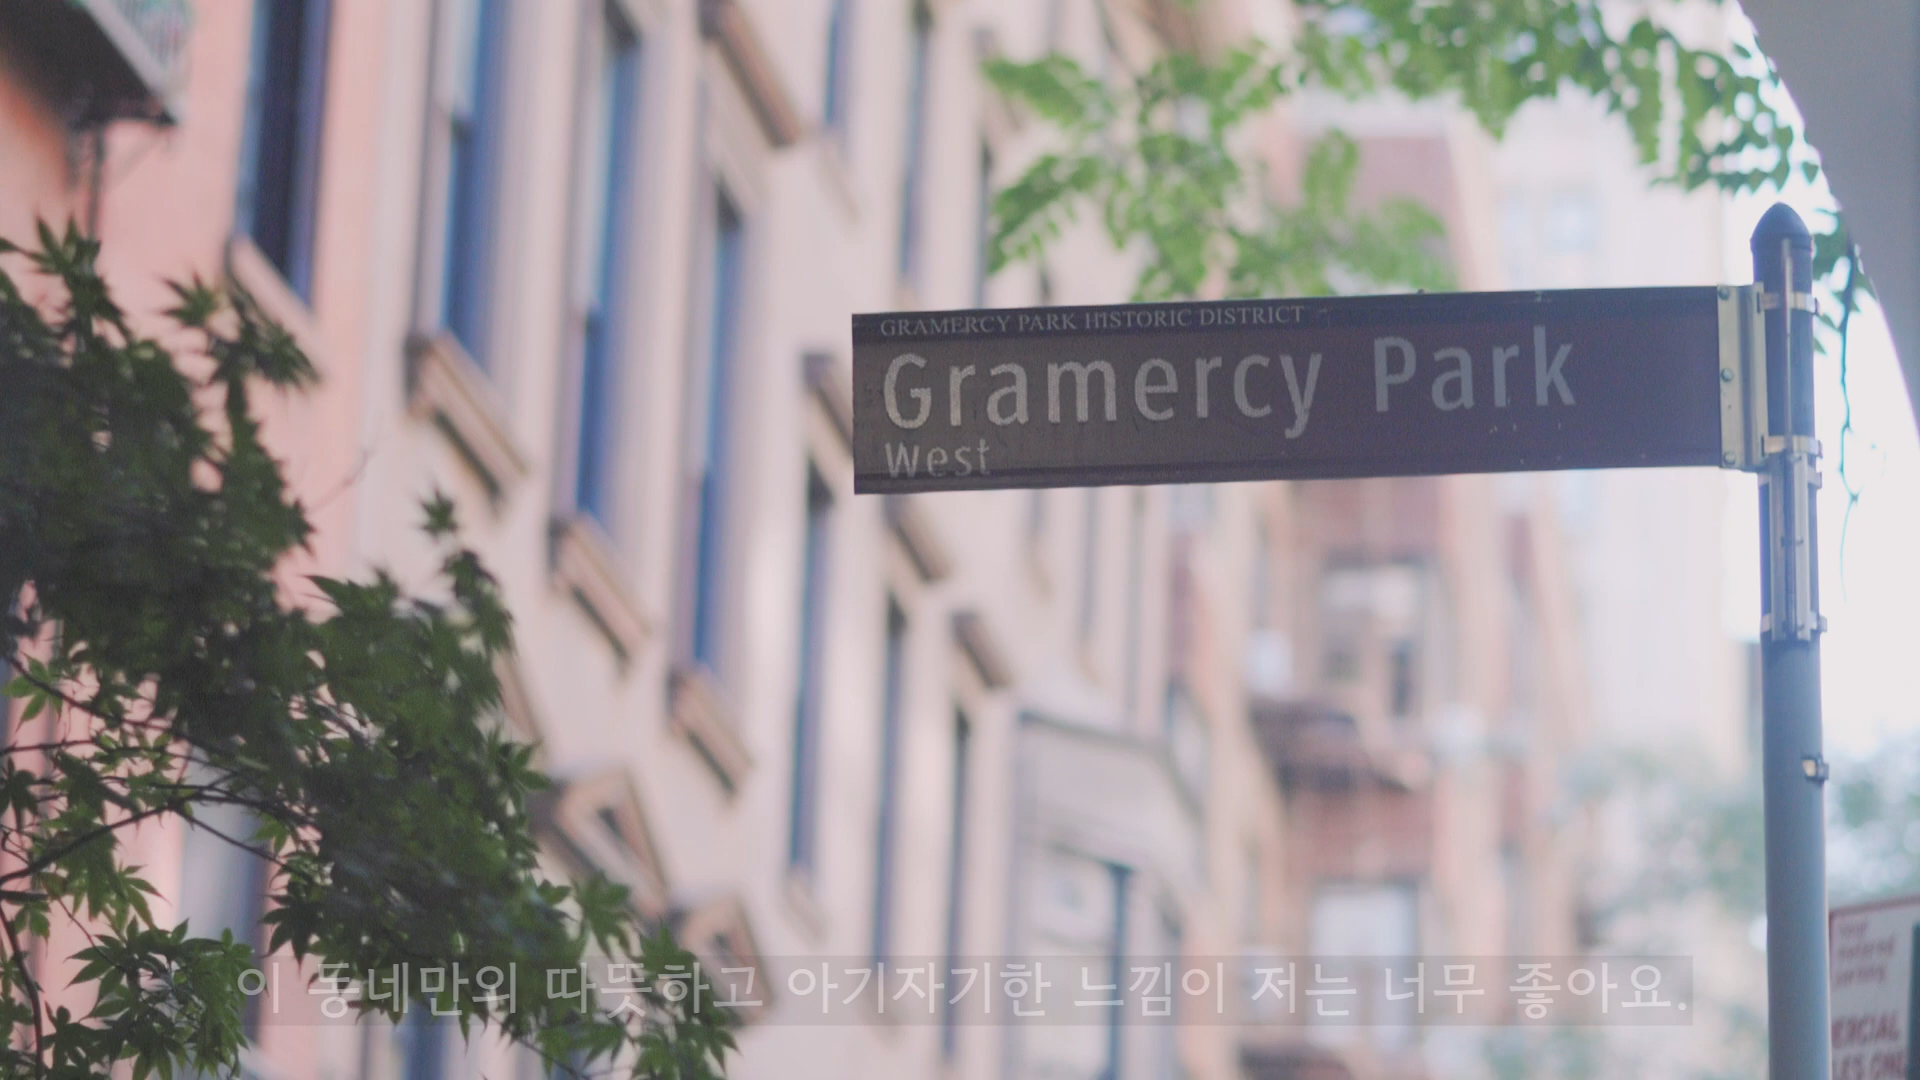 GRAMERCY PARK HISTORIC DISTRICT
Gramercy Park
West
이 동네만의 따뜻하고 아기자기한 느낌이 저는 너무 좋아요.
ERCIAL